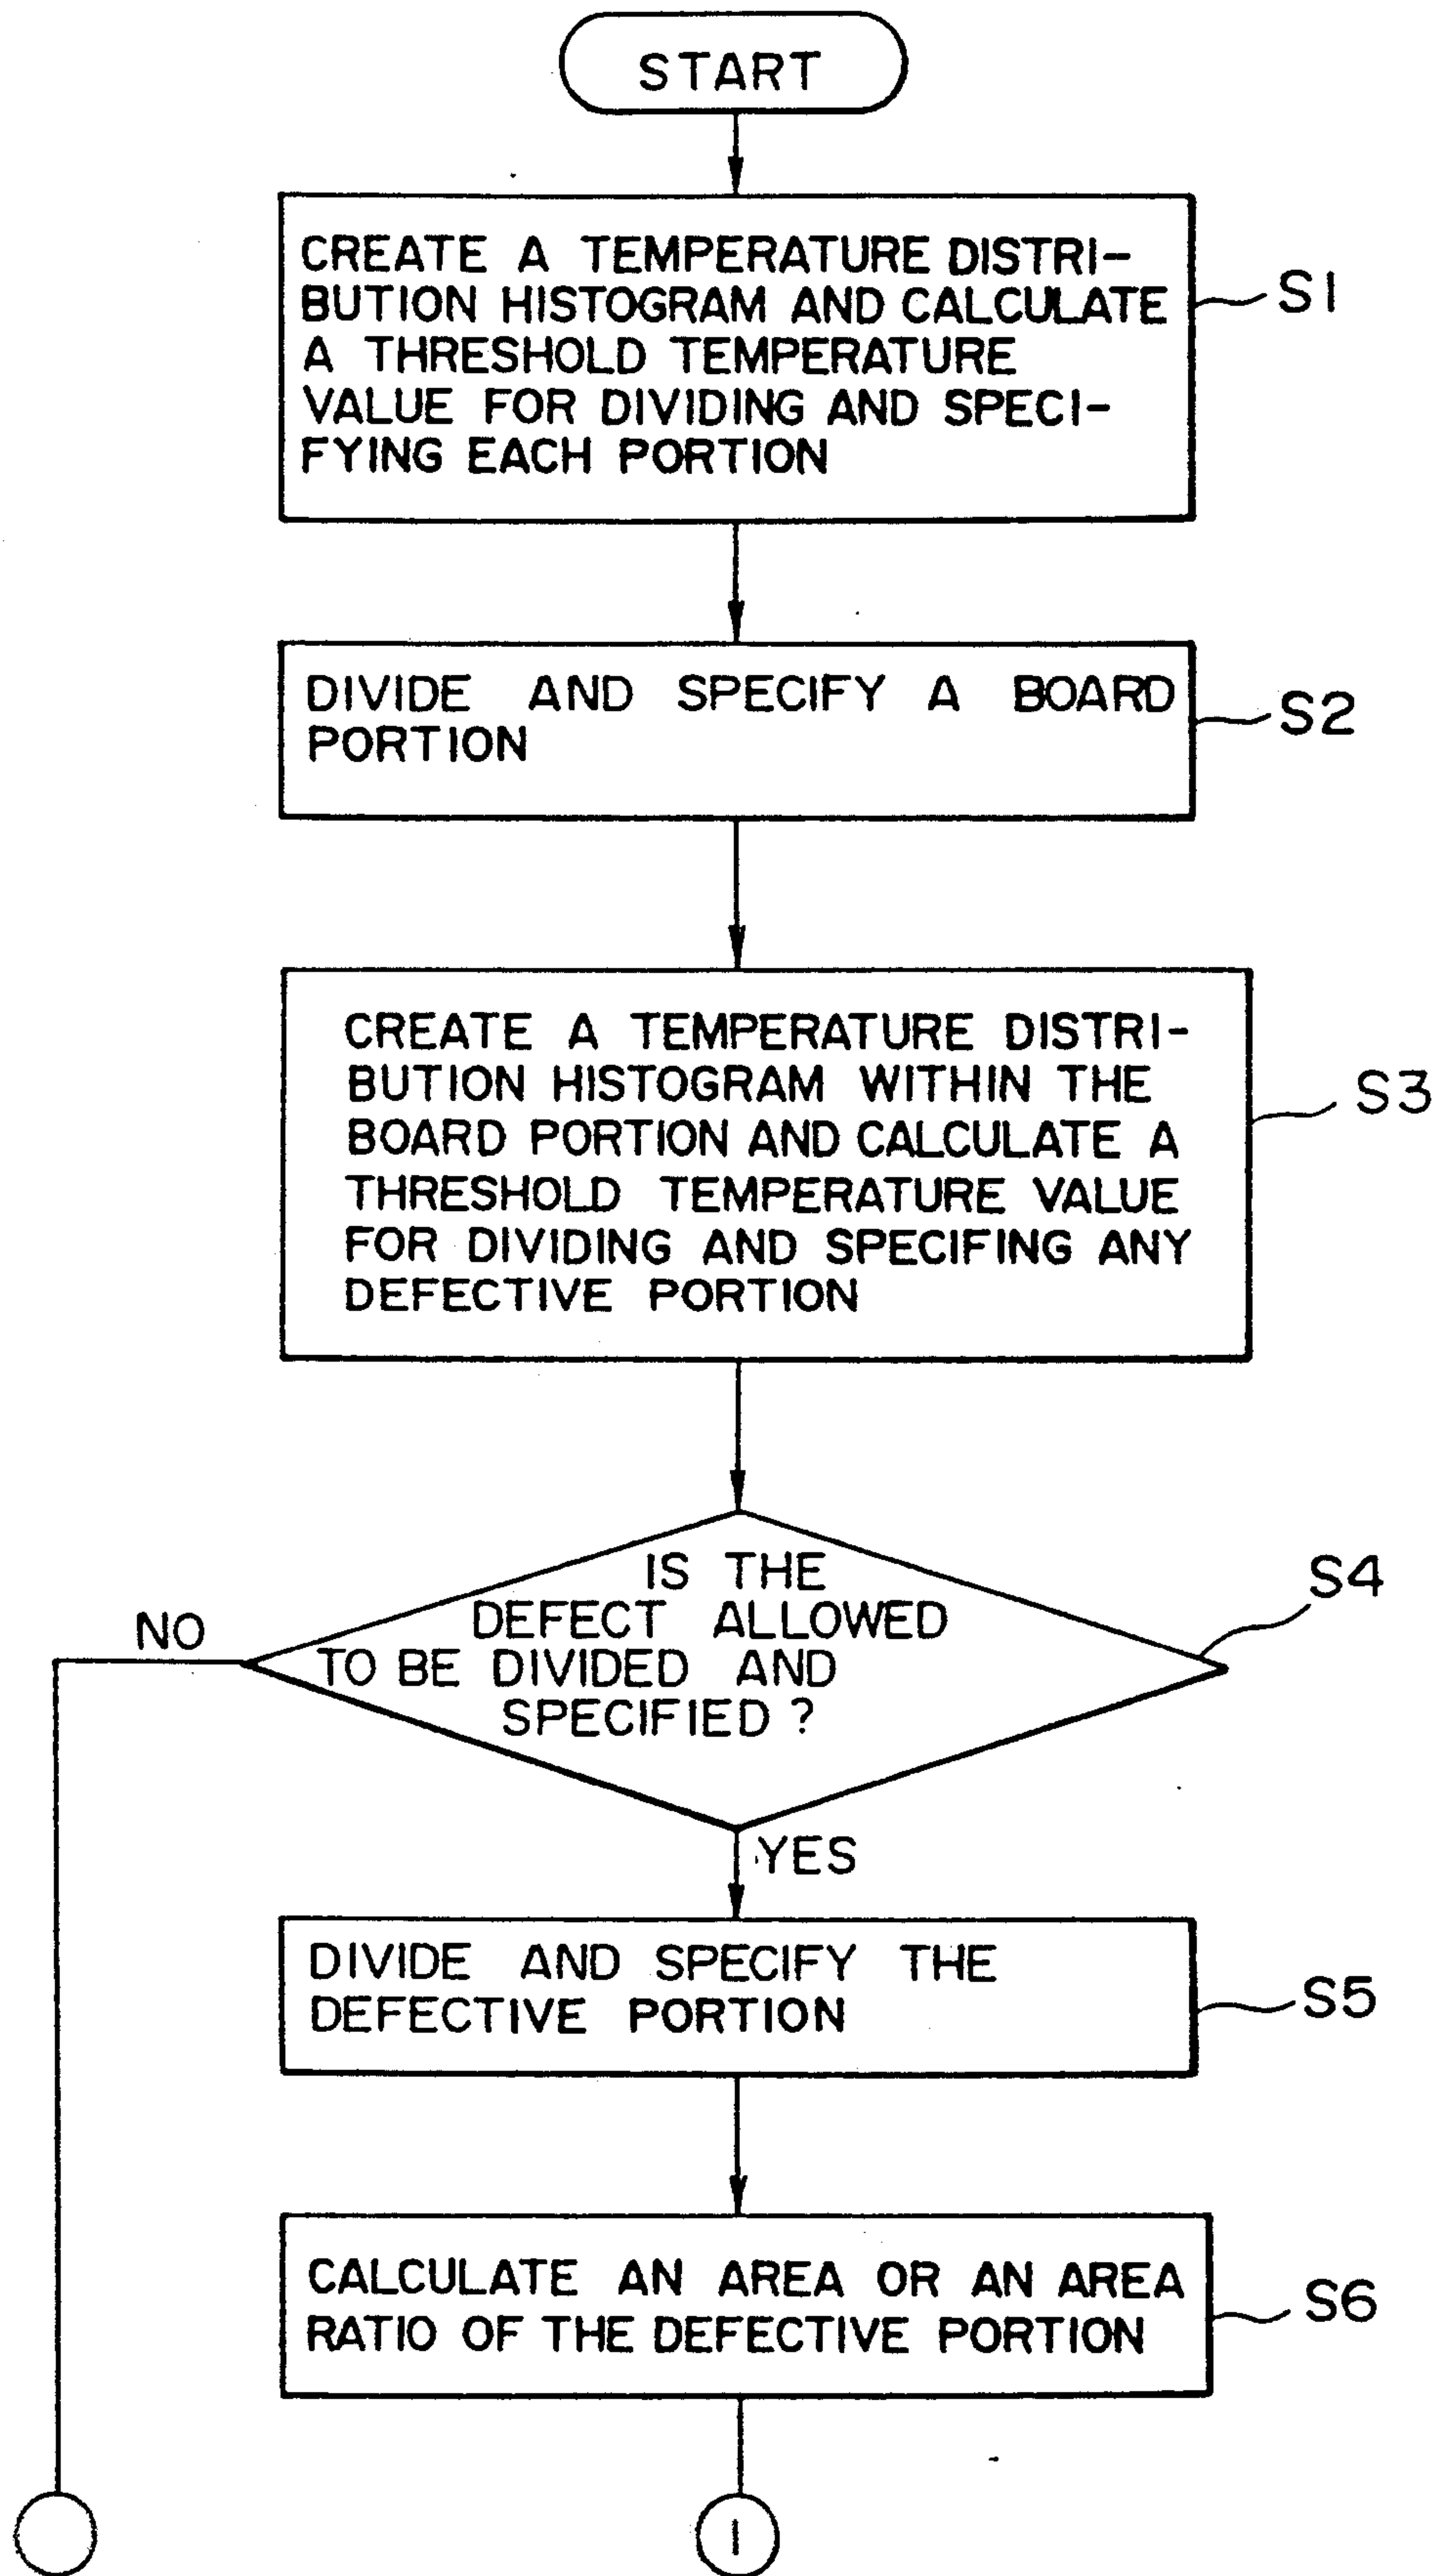 START
CREATE A TEMPERATURE DISTRI-
BUTION HISTOGRAM AND CALCULATE
A THRESHOLD TEMPERATURE
VALUE FOR DIVIDING AND SPECI-
FYING EACH PORTION
S1
DIVIDE AND SPECIFY A BOARD
PORTION
S2
CREATE A TEMPERATURE DISTRI-
BUTION HISTOGRAM WITHIN THE
BOARD PORTION AND CALCULATE A
THRESHOLD TEMPERATURE VALUE
FOR DIVIDING AND SPECIFING ANY
DEFECTIVE PORTION
S3
IS THE
DEFECT ALLOWED
TO BE DIVIDED AND
SPECIFIED ?
S4
NO
YES
DIVIDE AND SPECIFY THE
DEFECTIVE PORTION
S5
CALCULATE AN AREA OR AN AREA
RATIO OF THE DEFECTIVE PORTION
S6
1